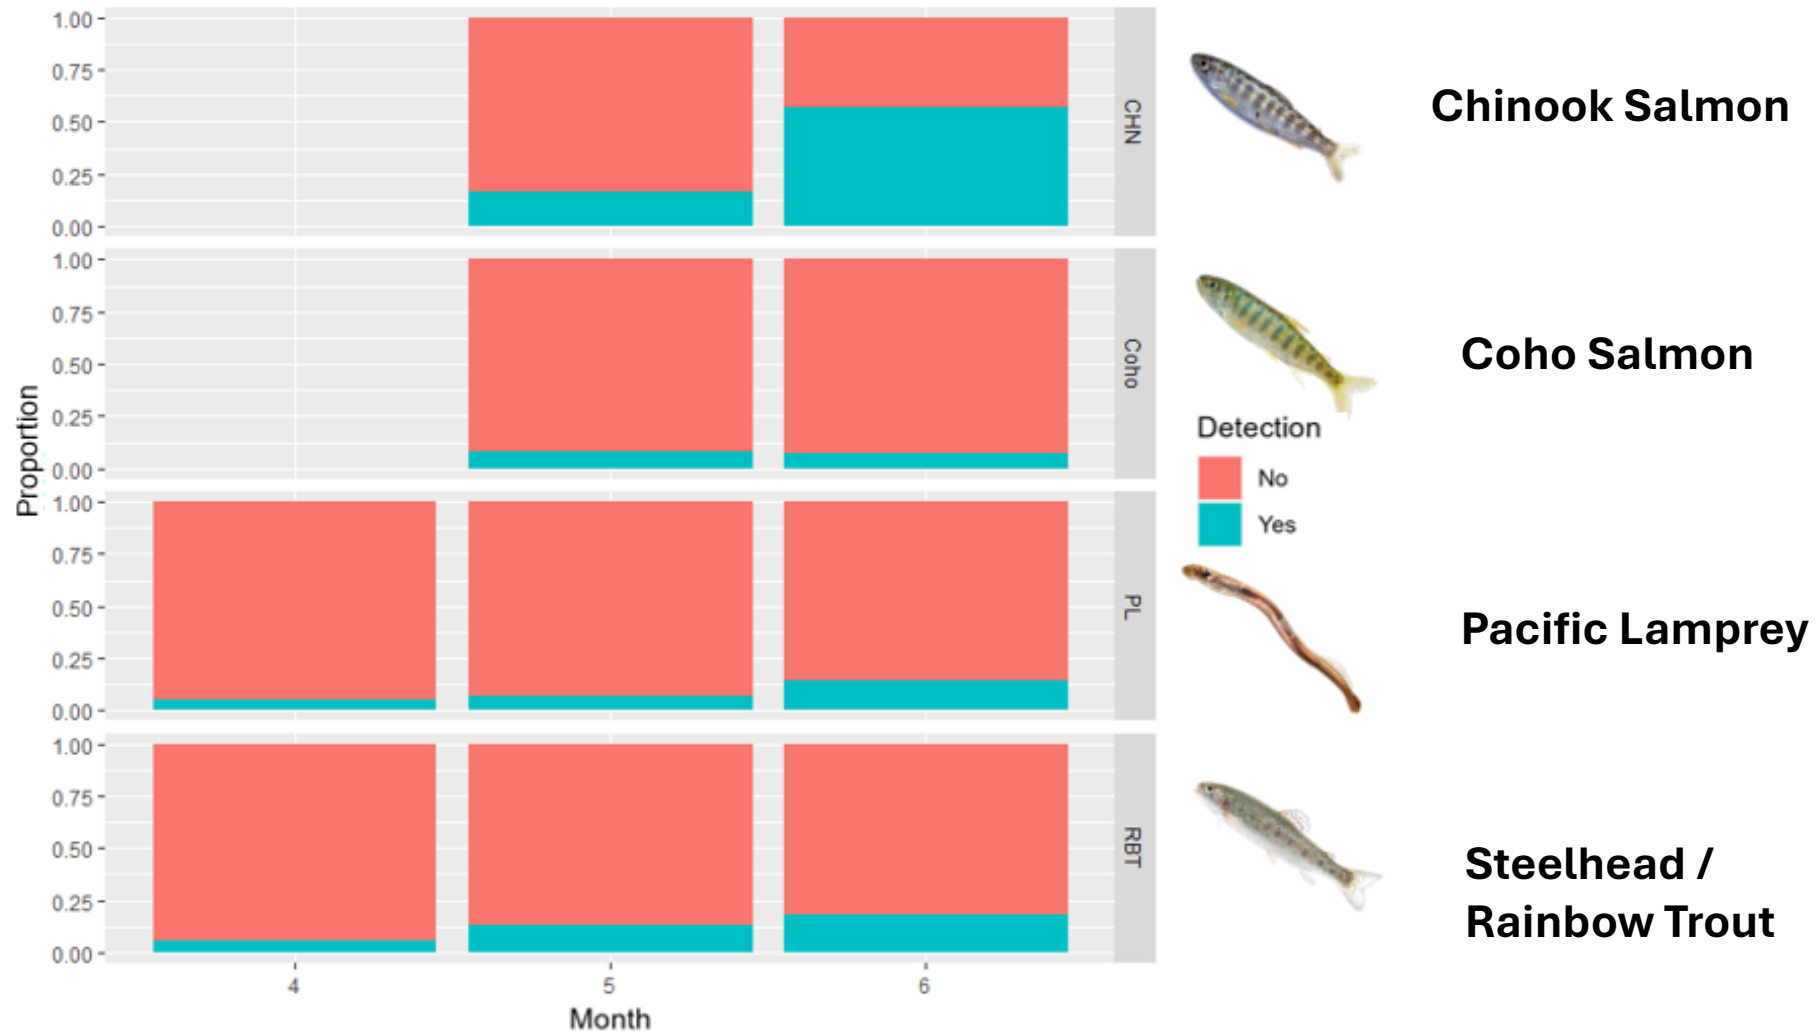 1.00
0.75
0.50
0.25
0.00
CHN
Chinook Salmon
1.00
0.75
0.50
0.25
0.00
Coho
Coho Salmon
Proportion
Detection
No
Yes
1.00
0.75
0.50
0.25
0.00
PL
Pacific Lamprey
1.00
0.75
0.50
0.25
0.00
RBT
Steelhead /
Rainbow Trout
4 5 6
Month